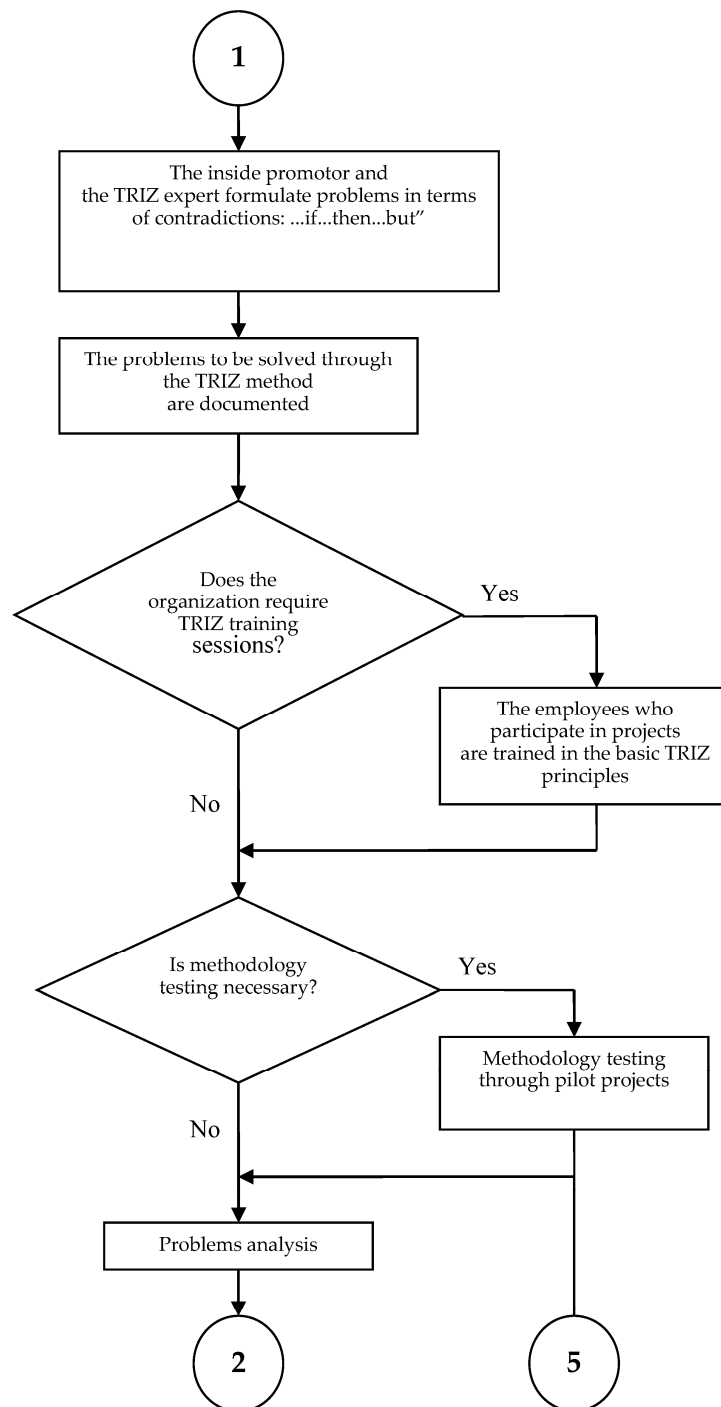 1
The inside promotor and
the TRIZ expert formulate problems in terms
of contradictions: ...if...then...but”
The problems to be solved through
the TRIZ method
are documented
Does the
organization require
TRIZ training
sessions?
Yes
The employees who
participate in projects
are trained in the basic TRIZ
principles
No
Is methodology
testing necessary?
Yes
Methodology testing
through pilot projects
No
Problems analysis
2
5